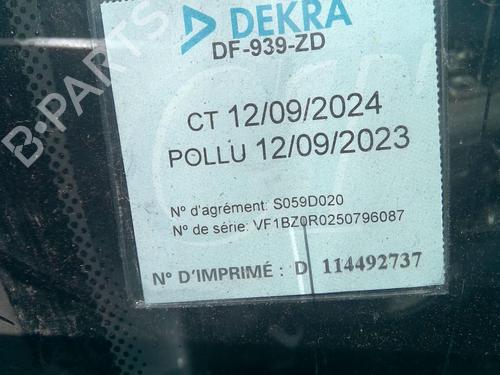 DEKRA
DF-939-ZD
CT 12/09/2024
POLLU 12/09/2023
N° d'agrément: S059D020
N° de série: VF1BZ0R0250796087
N° D'IMPRIMÉ : D 114492737
B-PARTS